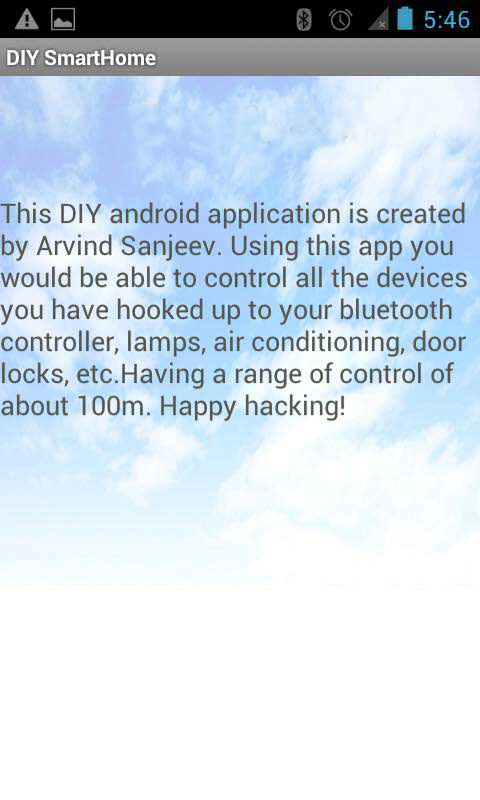 5:46
DIY SmartHome
This DIY android application is created
by Arvind Sanjeev. Using this app you
would be able to control all the devices
you have hooked up to your bluetooth
controller, lamps, air conditioning, door
locks, etc.Having a range of control of
about 100m. Happy hacking!